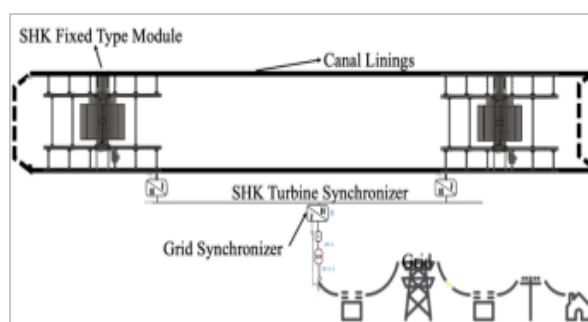 SHK Fixed Type Module
Canal Linings
SHK Turbine Synchronizer
Grid Synchronizer
Grid